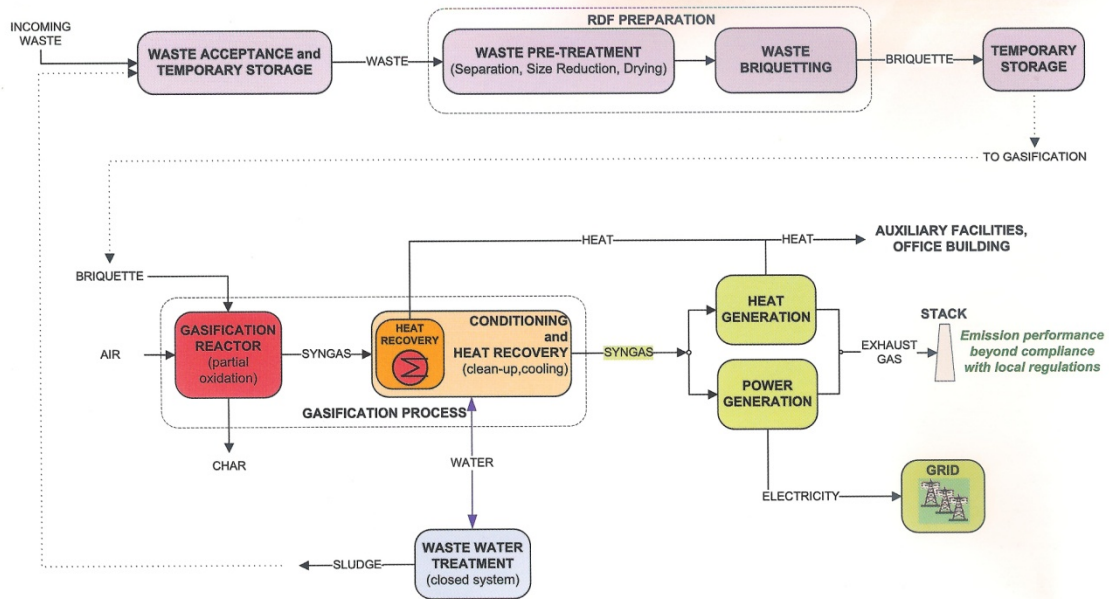 RDF PREPARATION
INCOMING
WASTE
WASTE ACCEPTANCE and
TEMPORARY STORAGE
WASTE
WASTE PRE-TREATMENT
(Separation, Size Reduction, Drying)
WASTE
BRIQUETTING
BRIQUETTE
TEMPORARY
STORAGE
TO GASIFICATION
HEAT
HEAT
AUXILIARY FACILITIES,
OFFICE BUILDING
BRIQUETTE
AIR
GASIFICATION
REACTOR
(partial
oxidation)
SYNGAS
HEAT
RECOVERY
CONDITIONING
and
HEAT RECOVERY
(clean-up,cooling)
GASIFICATION PROCESS
SYNGAS
HEAT
GENERATION
POWER
GENERATION
EXHAUST
GAS
STACK
Emission performance
beyond compliance
with local regulations
CHAR
WATER
ELECTRICITY
GRID
WASTE WATER
TREATMENT
(closed system)
SLUDGE